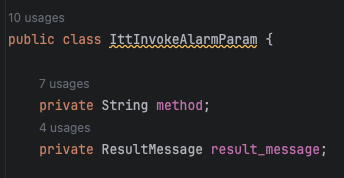 10 usages
public class IttInvokeAlarmParam {
7 usages
private String method;
4 usages
private ResultMessage result_message;